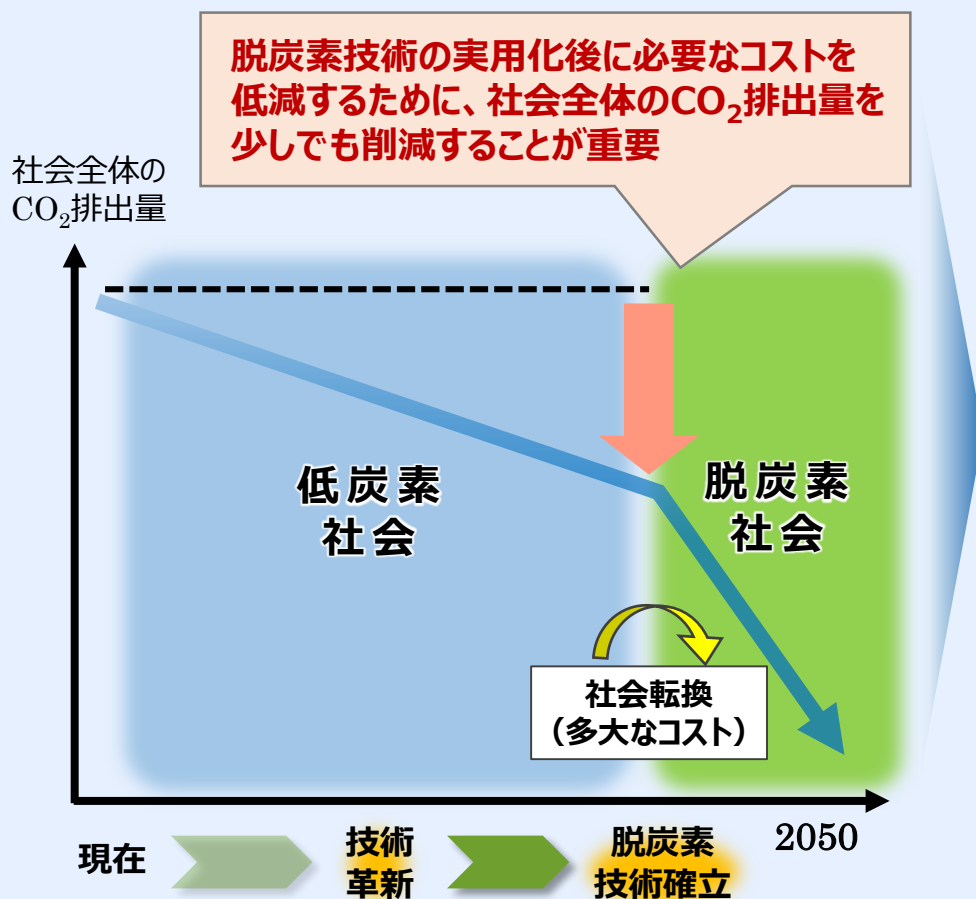 脱炭素技術の実用化後に必要なコストを
低減するために、社会全体のCO₂排出量を
少しでも削減することが重要
社会全体の
CO₂排出量
低炭素
社会
脱炭素
社会
社会転換
（多大なコスト）
現在
技術
革新
脱炭素
技術確立
2050